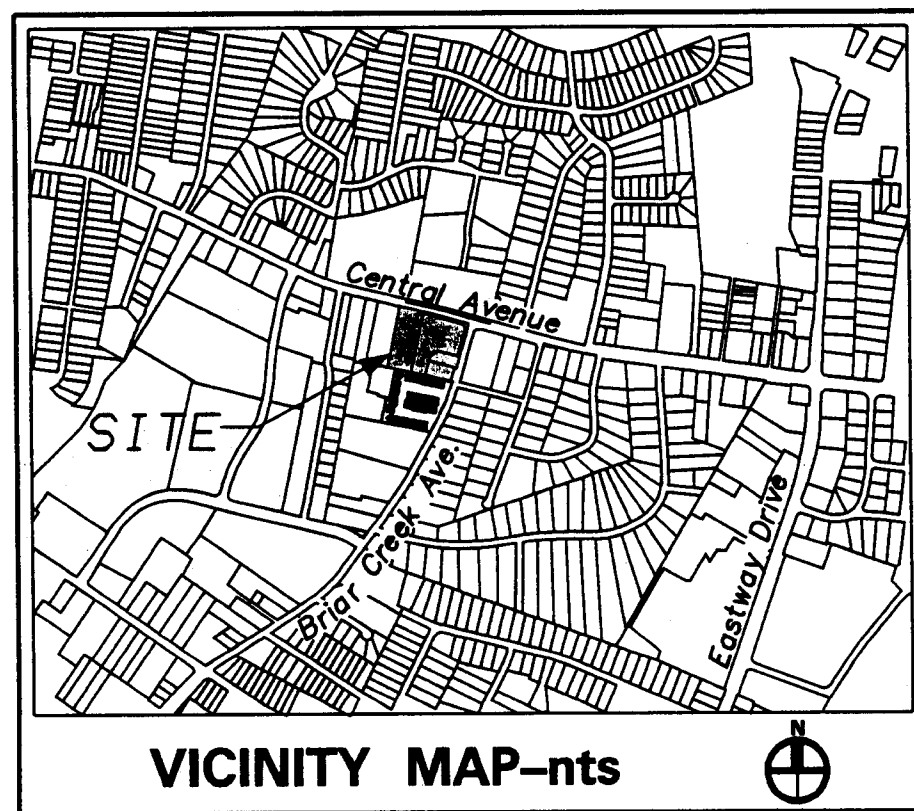 Central Avenue
SITE
Briar Creek Ave.
Eastway Drive
VICINITY MAP-nts
N